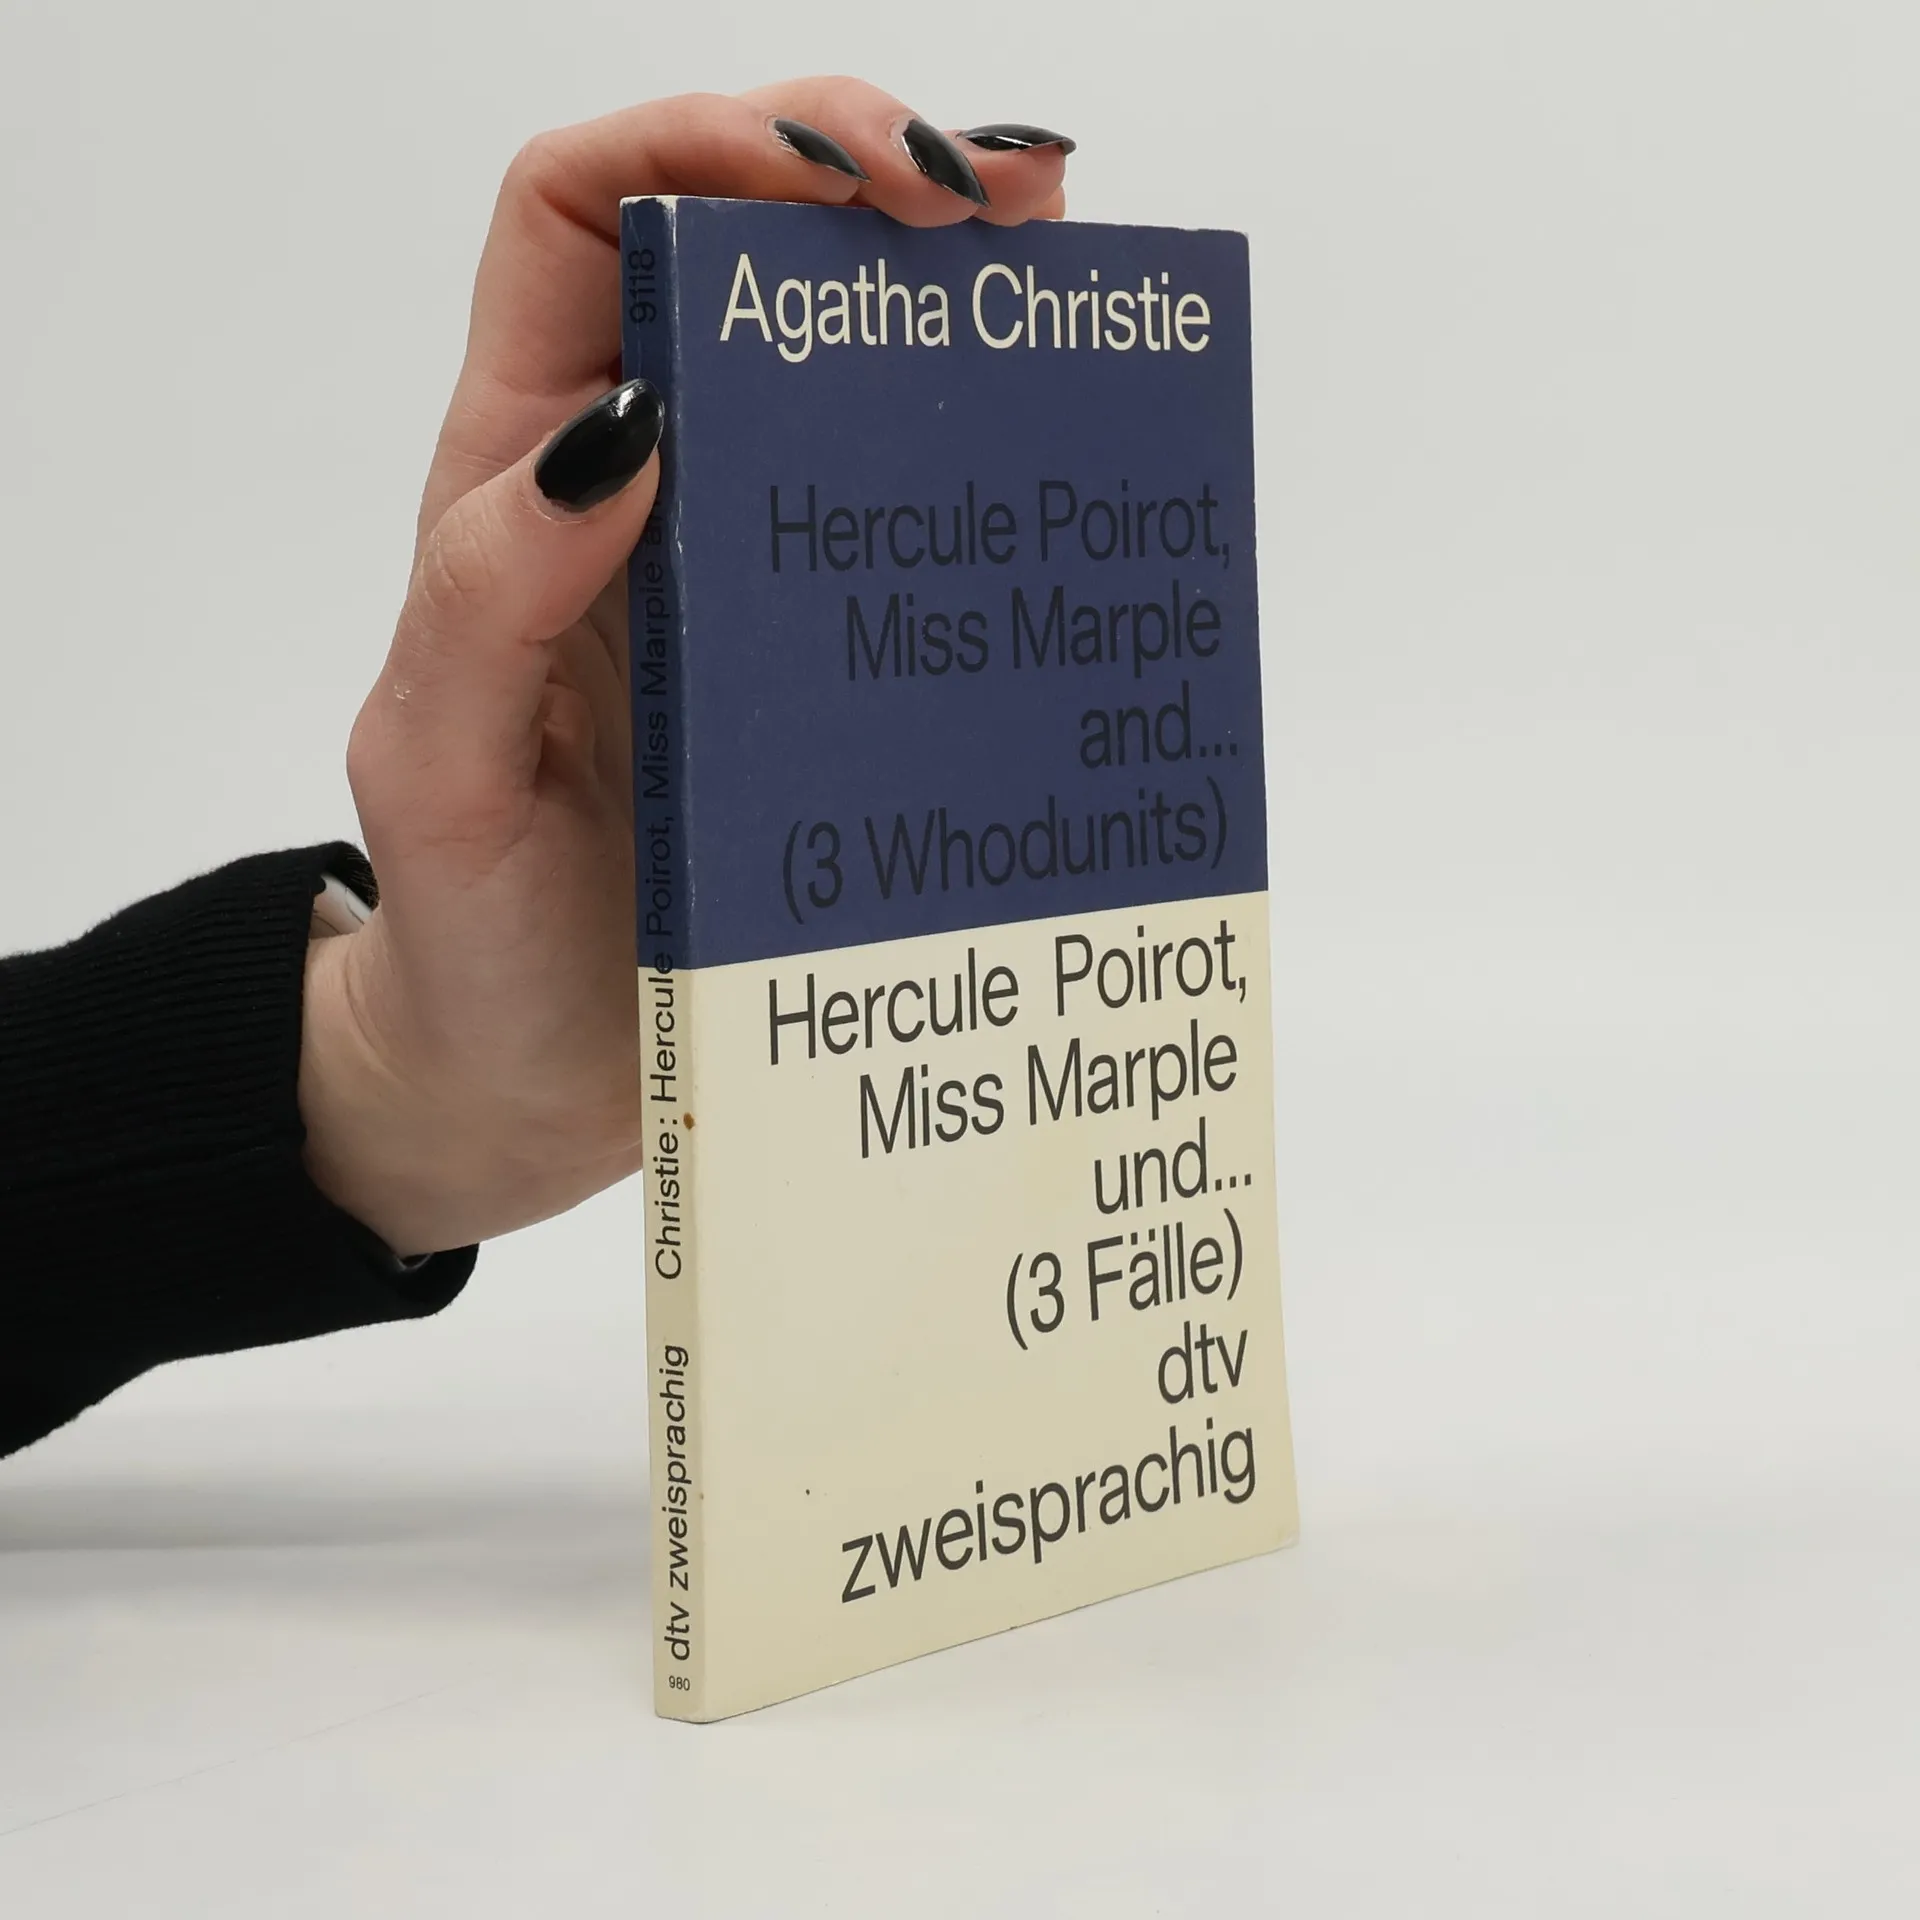 Agatha Christie
Hercule Poirot,
Miss Marple
and...
(3 Whodunits)
Hercule Poirot,
Miss Marple
und...
(3 Fälle)
dtv
zweisprachig
980 dtv zweisprachig Christie: Hercule Poirot, Miss Marple an 9118